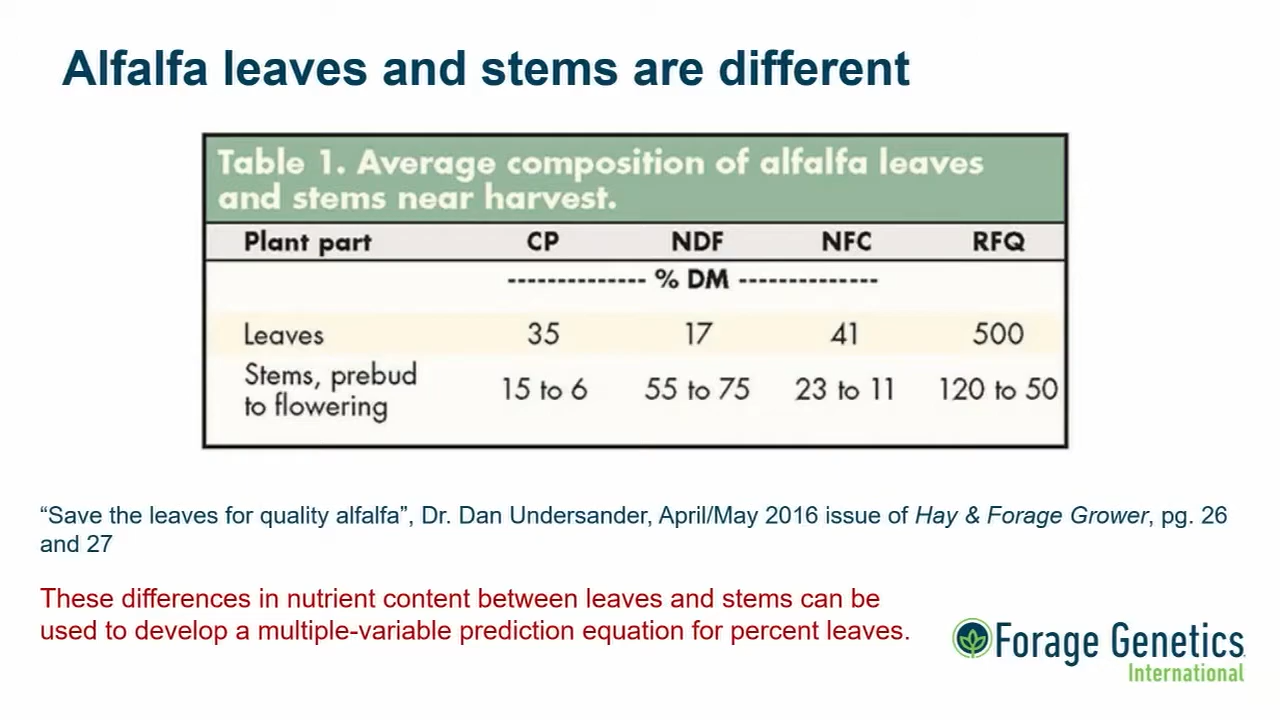 Alfalfa leaves and stems are different
Table 1. Average composition of alfalfa leaves
and stems near harvest.
Plant part CP NDF NFC RFQ
-------------- % DM --------------
Leaves 35 17 41 500
Stems, prebud
to flowering 15 to 6 55 to 75 23 to 11 120 to 50
“Save the leaves for quality alfalfa”, Dr. Dan Undersander, April/May 2016 issue of Hay & Forage Grower, pg. 26
and 27
These differences in nutrient content between leaves and stems can be
used to develop a multiple-variable prediction equation for percent leaves.
Forage Genetics
International